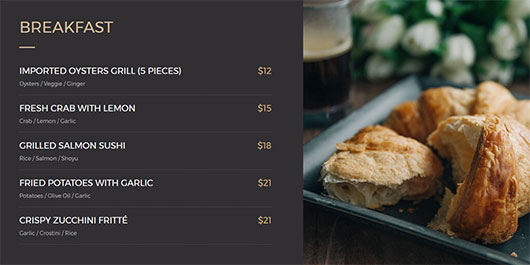 BREAKFAST
IMPORTED OYSTERS GRILL (5 PIECES) $12
Oysters / Veggie / Ginger
FRESH CRAB WITH LEMON $15
Crab / Lemon / Garlic
GRILLED SALMON SUSHI $18
Rice / Salmon / Shoyu
FRIED POTATOES WITH GARLIC $21
Potatoes / Olive Oil / Garlic
CRISPY ZUCCHINI FRITTÉ $21
Garlic / Crostini / Rice